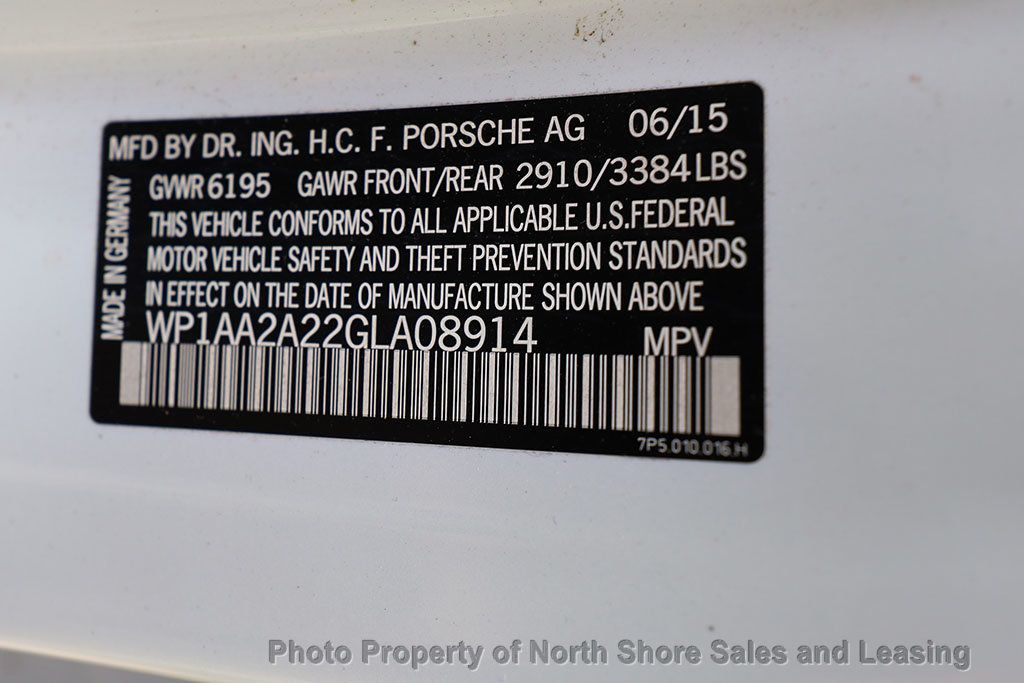 MFD BY DR. ING. H.C. F. PORSCHE AG 06/15
GVWR 6195 GAWR FRONT/REAR 2910/3384 LBS
THIS VEHICLE CONFORMS TO ALL APPLICABLE U.S.FEDERAL
MOTOR VEHICLE SAFETY AND THEFT PREVENTION STANDARDS
IN EFFECT ON THE DATE OF MANUFACTURE SHOWN ABOVE
WP1AA2A22GLA08914 MPV
7P5.010.016.H
MADE IN GERMANY
Photo Property of North Shore Sales and Leasing